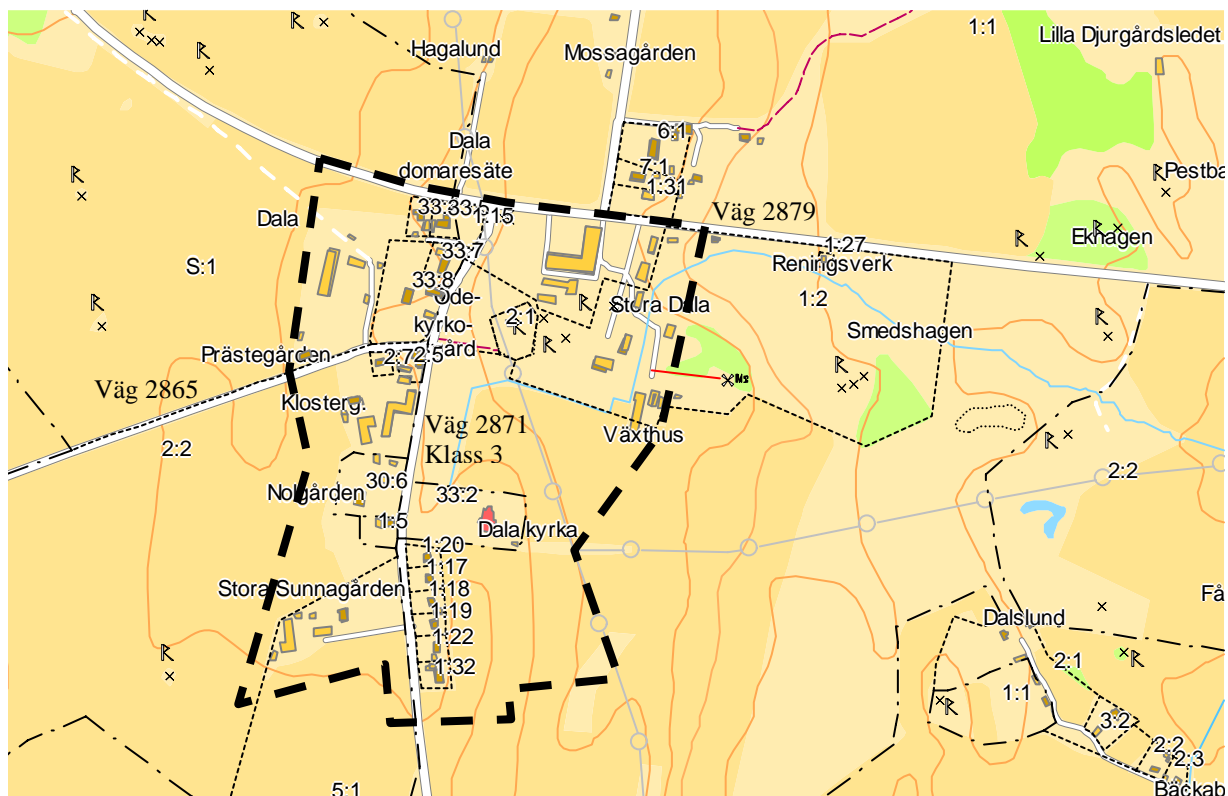 1:1
Lilla Djurgårdsledet
Hagalund
Mossagården
6:1
Dala
domaresäte
7:1
1:31
Pestba
Dala
33:33
1:15
Väg 2879
Ekhagen
1:27
33:7
Reningsverk
S:1
33:8
1:2
Öde-
kyrko-
gård
2:1
Stora Dala
Smedshagen
Prästegården
2:7
2:5
Väg 2865
Klosterg.
Ms
Väg 2871
Klass 3
Växthus
2:2
2:2
30:6
Nolgården
33:2
1:5
Dala kyrka
1:20
1:17
Stora Sunnagården
1:18
Få
1:19
Dalslund
1:22
1:32
2:1
1:1
3:2
2:2
2:3
5:1
Backab